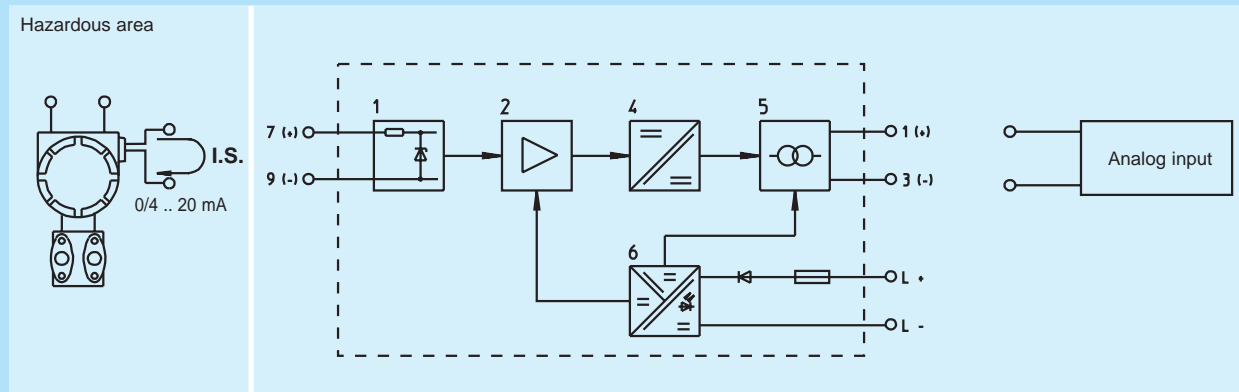 Hazardous area
I.S.
0/4 .. 20 mA
1
2
4
5
7 (+)
9 (-)
1 (+)
3 (-)
6
L +
L -
Analog input